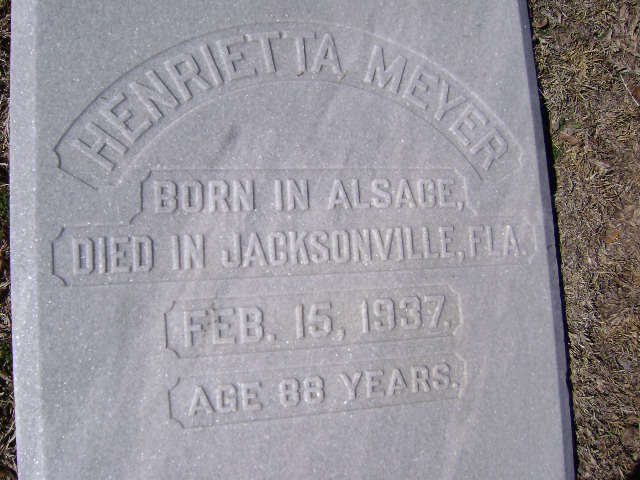 HENRIETTA MEYER
BORN IN ALSACE,
DIED IN JACKSONVILLE, FLA.
FEB. 15, 1937.
AGE 88 YEARS.